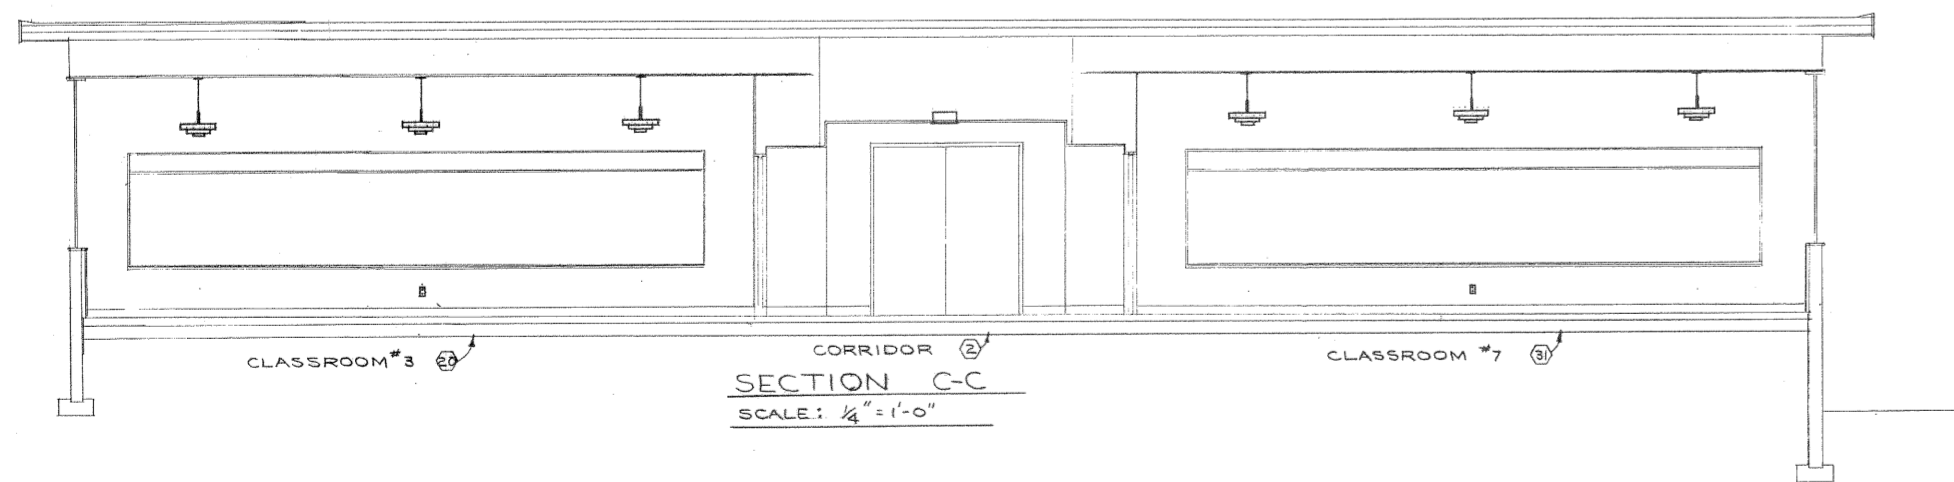 CLASSROOM #3 20
CORRIDOR 2
CLASSROOM #7 31
SECTION C-C
SCALE: 1/4" = 1'-0"